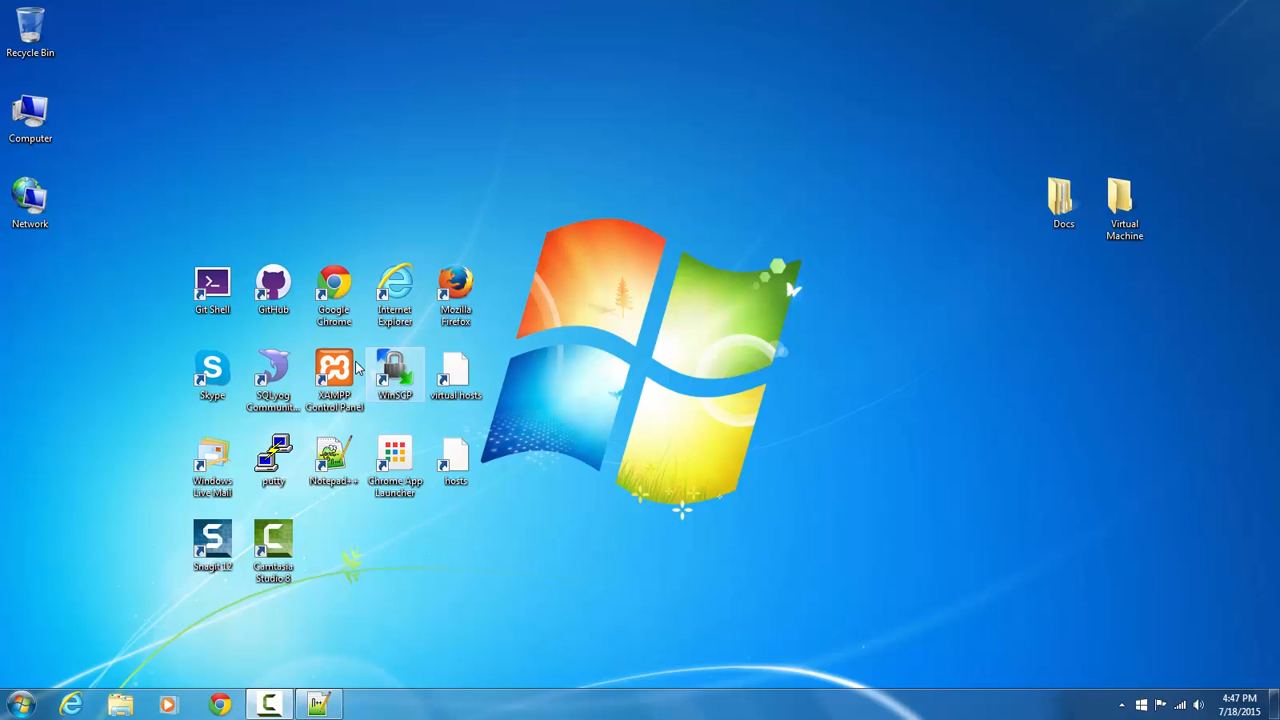 Recycle Bin
Computer
Network
Docs
Virtual
Machine
Git Shell
GitHub
Google
Chrome
Internet
Explorer
Mozilla
Firefox
Skype
SQLyog
Communit...
XAMPP
Control Panel
WinSCP
virtual hosts
Windows
Live Mail
putty
Notepad++
Chrome App
Launcher
hosts
Snagit 12
Camtasia
Studio 8
4:47 PM
7/18/2015